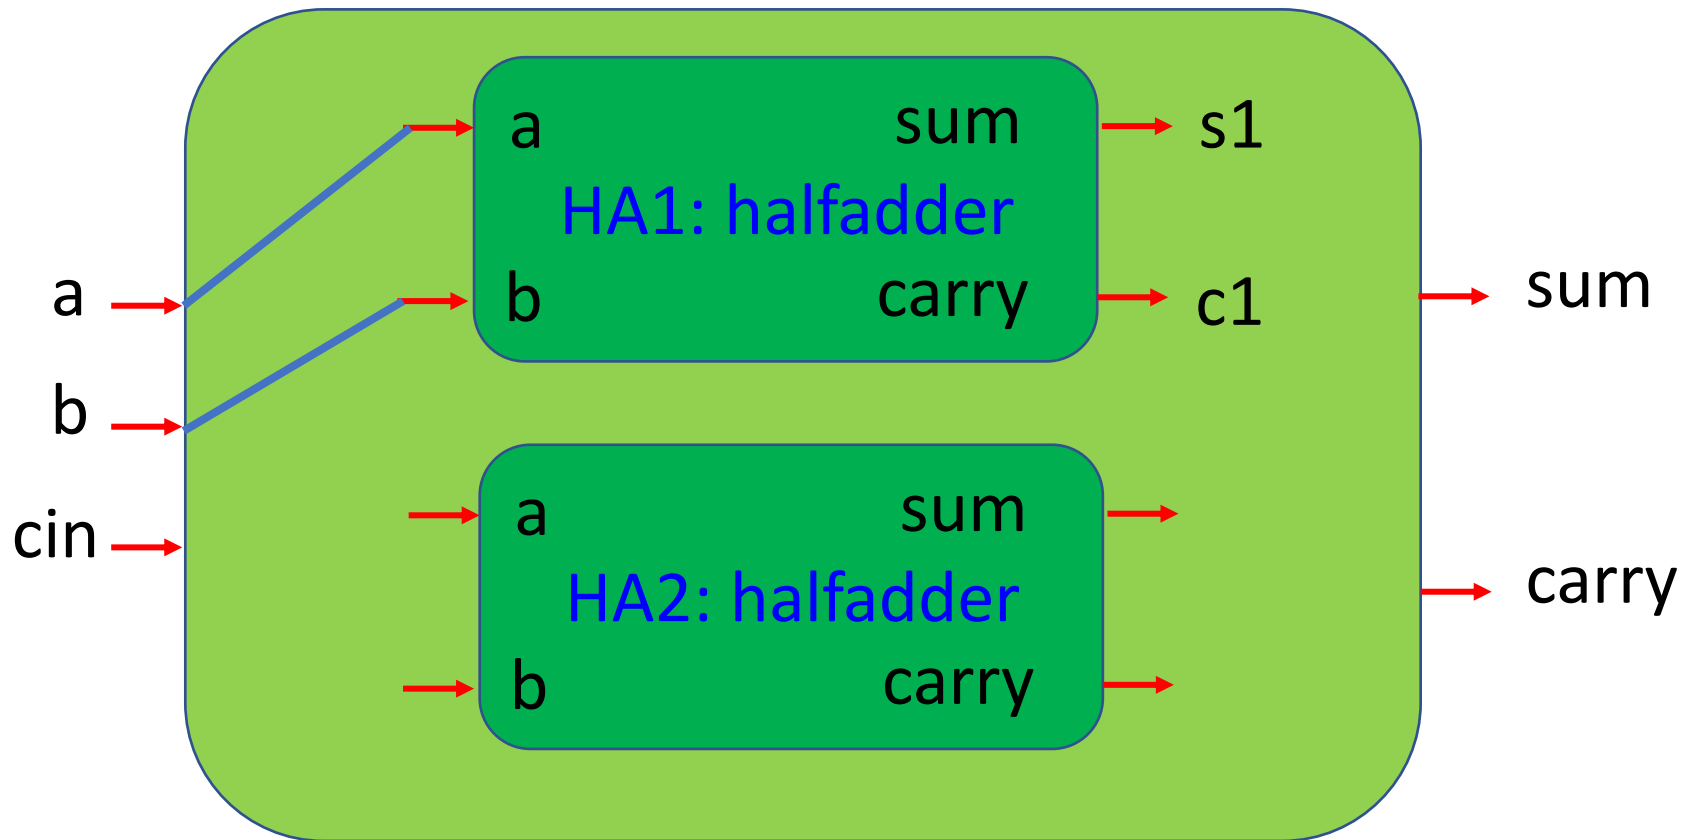 a
b
cin
a
sum
HA1: halfadder
b
carry
s1
c1
a
sum
HA2: halfadder
b
carry
sum
carry